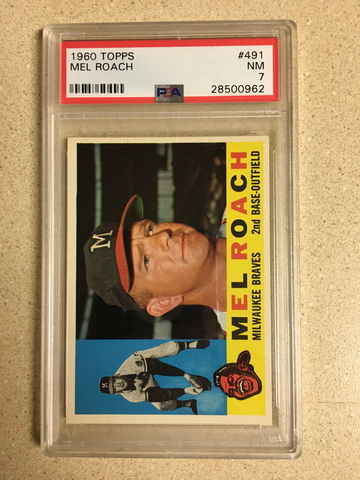 1960 TOPPS
#491
MEL ROACH
NM
PSA
7
28500962
M
MEL ROACH
MILWAUKEE BRAVES
2nd BASE-OUTFIELD
M